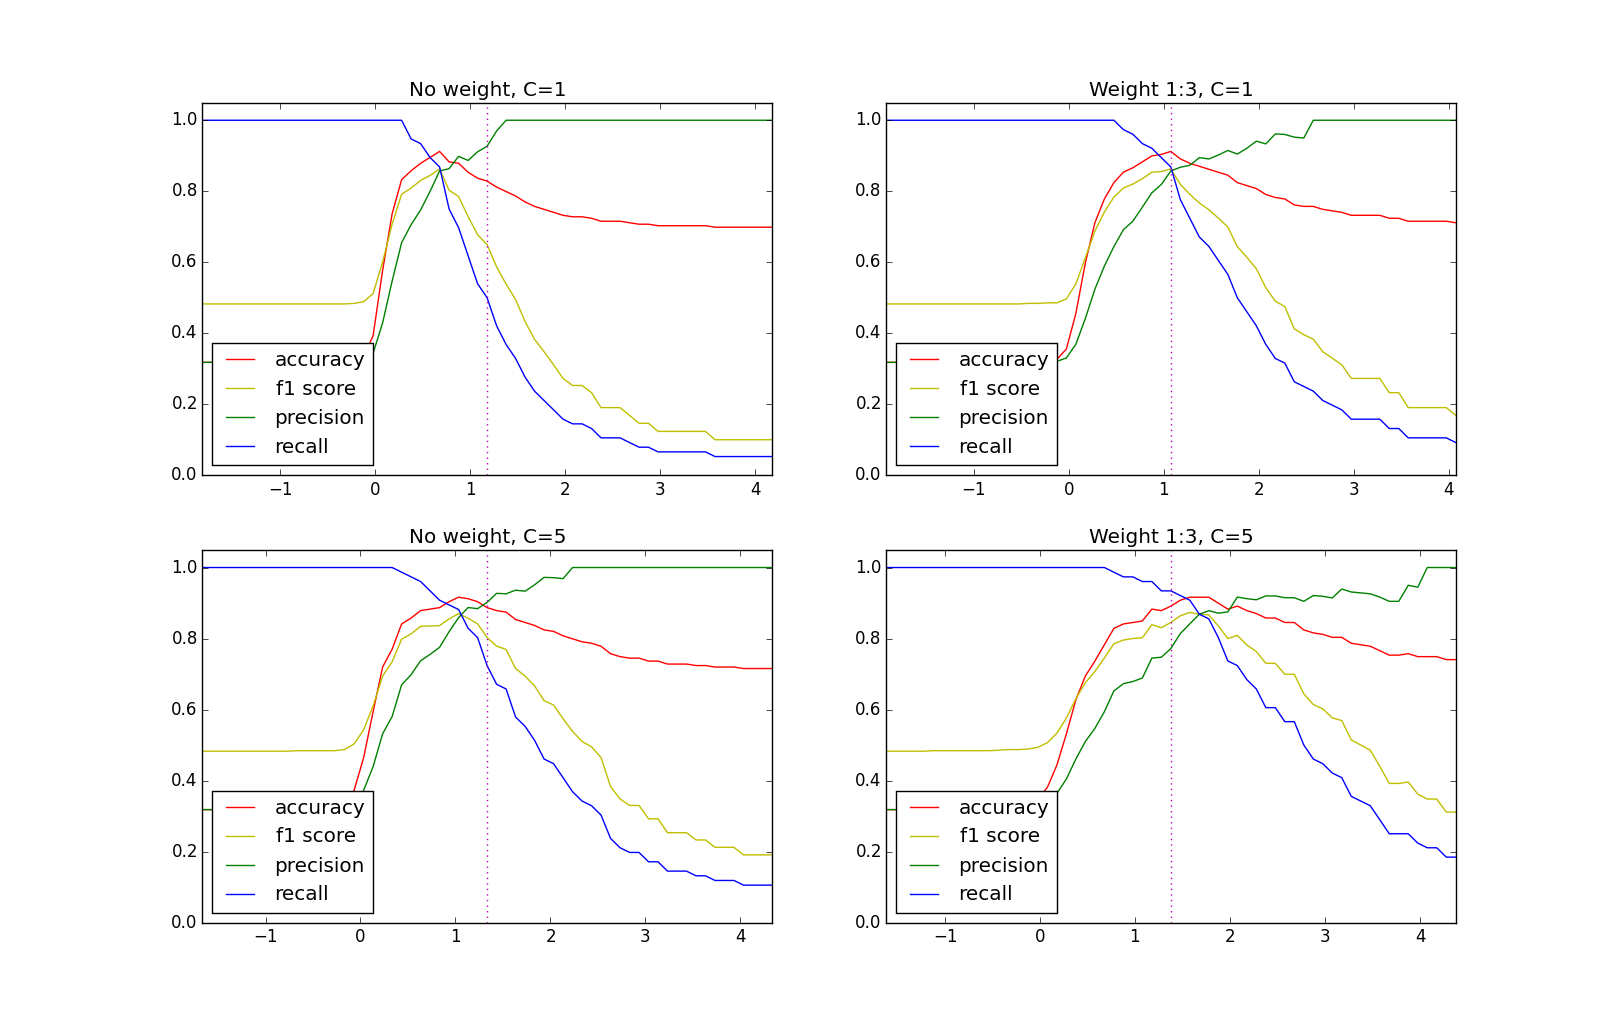 No weight, C=1
1.0
0.8
0.6
0.4
0.2
0.0
accuracy
f1 score
precision
recall
−1 0 1 2 3 4
Weight 1:3, C=1
1.0
0.8
0.6
0.4
0.2
0.0
accuracy
f1 score
precision
recall
−1 0 1 2 3 4
No weight, C=5
1.0
0.8
0.6
0.4
0.2
0.0
accuracy
f1 score
precision
recall
−1 0 1 2 3 4
Weight 1:3, C=5
1.0
0.8
0.6
0.4
0.2
0.0
accuracy
f1 score
precision
recall
−1 0 1 2 3 4